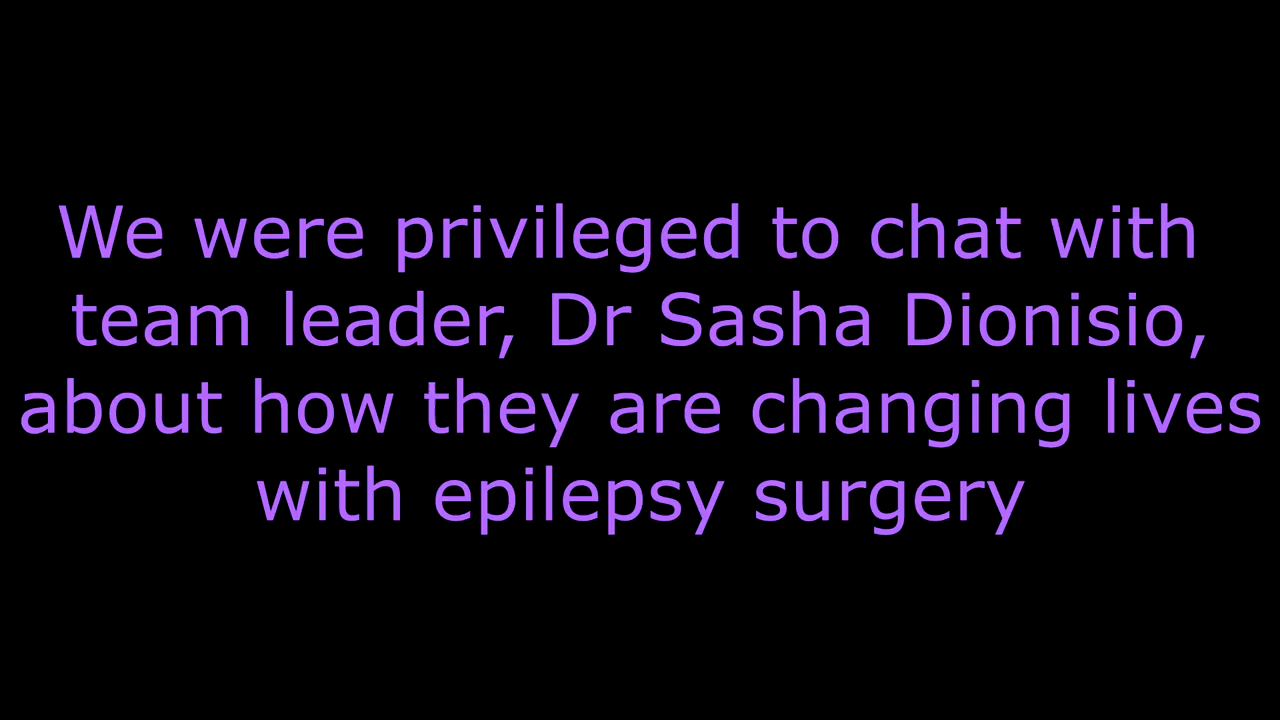 We were privileged to chat with
team leader, Dr Sasha Dionisio,
about how they are changing lives
with epilepsy surgery